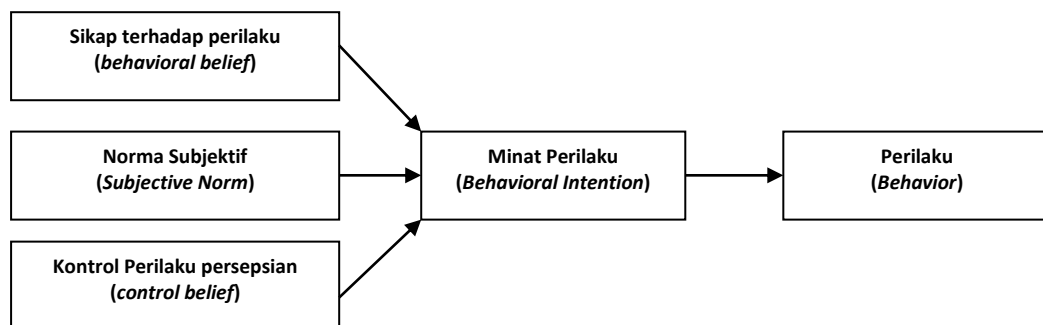 Sikap terhadap perilaku
(behavioral belief)
Norma Subjektif
(Subjective Norm)
Kontrol Perilaku persepsian
(control belief)
Minat Perilaku
(Behavioral Intention)
Perilaku
(Behavior)